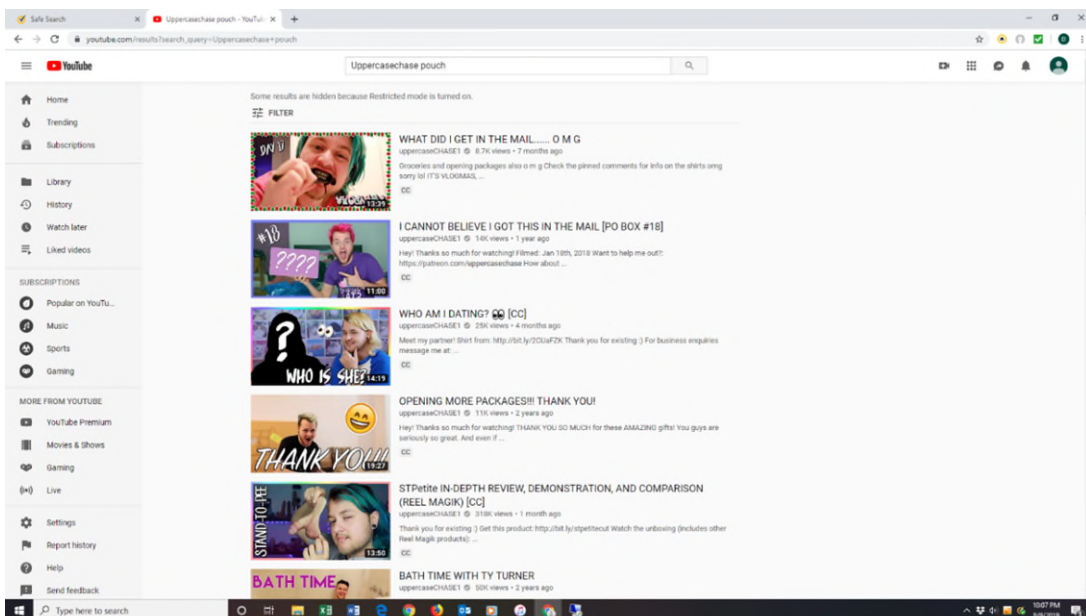 Safe Search
Uppercasechase pouch - YouTube
youtube.com/results?search_query=Uppercasechase+pouch
YouTube
Uppercasechase pouch
Home
Trending
Subscriptions
Library
History
Watch later
Liked videos
SUBSCRIPTIONS
Popular on YouTu...
Music
Sports
Gaming
MORE FROM YOUTUBE
YouTube Premium
Movies & Shows
Gaming
Live
Settings
Report history
Help
Send feedback
Some results are hidden because Restricted mode is turned on.
FILTER
13:39
WHAT DID I GET IN THE MAIL...... O M G
uppercaseCHASE1 8.7K views • 7 months ago
Groceries and opening packages also o m g Check the pinned comments for info on the shirts omg
sorry lol IT'S VLOGMAS, ...
CC
#18
????
11:00
I CANNOT BELIEVE I GOT THIS IN THE MAIL [PO BOX #18]
uppercaseCHASE1 14K views • 1 year ago
Hey! Thanks so much for watching! Filmed: Jan 18th, 2018 Want to help me out?:
https://patreon.com/uppercasechase How about ...
CC
?
WHO IS SHE?
14:19
WHO AM I DATING? 👀 [CC]
uppercaseCHASE1 25K views • 4 months ago
Meet my partner! Shirt from: http://bit.ly/2CUaFZK Thank you for existing :) For business enquiries
message me at: ...
CC
THANK YOU!
19:27
OPENING MORE PACKAGES!!! THANK YOU!
uppercaseCHASE1 11K views • 2 years ago
Hey! Thanks so much for watching! THANK YOU SO MUCH for these AMAZING gifts! You guys are
seriously so great. And even if ...
CC
STAND-TO-PEE
13:50
STPetite IN-DEPTH REVIEW, DEMONSTRATION, AND COMPARISON
(REEL MAGIK) [CC]
uppercaseCHASE1 318K views • 1 month ago
Thank you for existing :) Get this product: http://bit.ly/stpetitecut Watch the unboxing (includes other
Reel Magik products): ...
CC
BATH TIME
BATH TIME WITH TY TURNER
uppercaseCHASE1 50K views • 2 years ago
Type here to search
10:07 PM